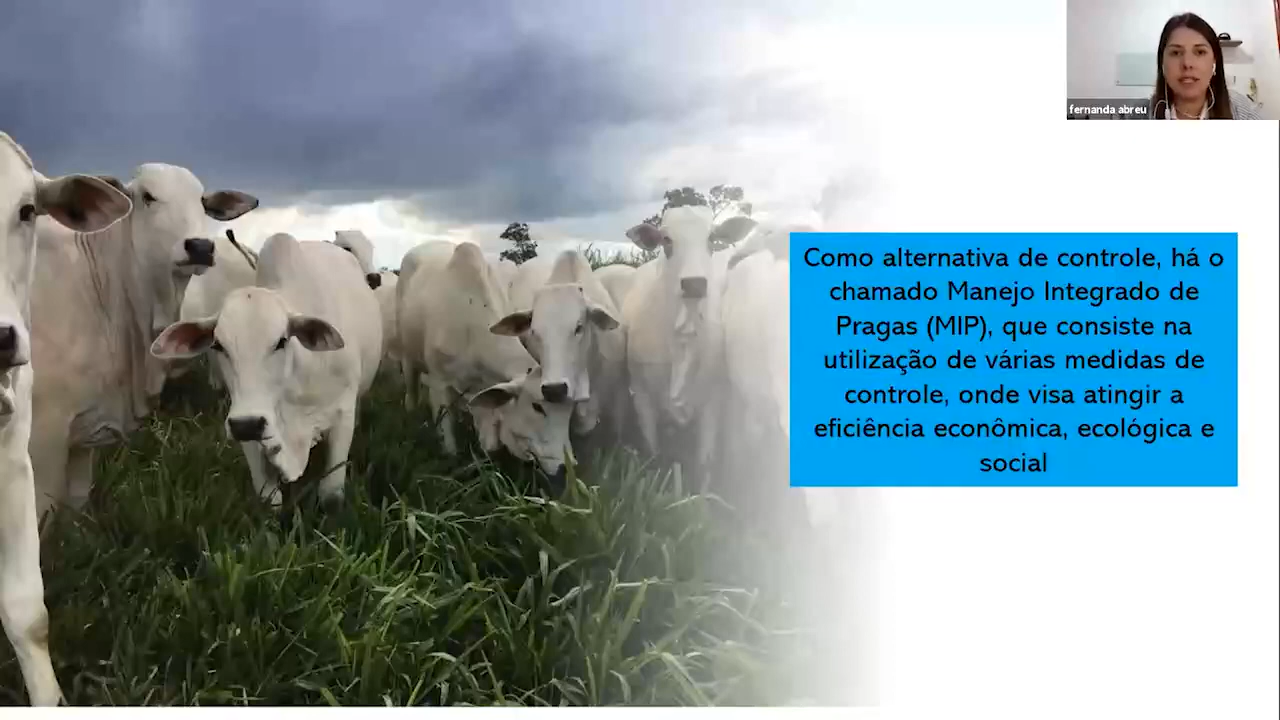 fernanda abreu
Como alternativa de controle, há o
chamado Manejo Integrado de
Pragas (MIP), que consiste na
utilização de várias medidas de
controle, onde visa atingir a
eficiência econômica, ecológica e
social